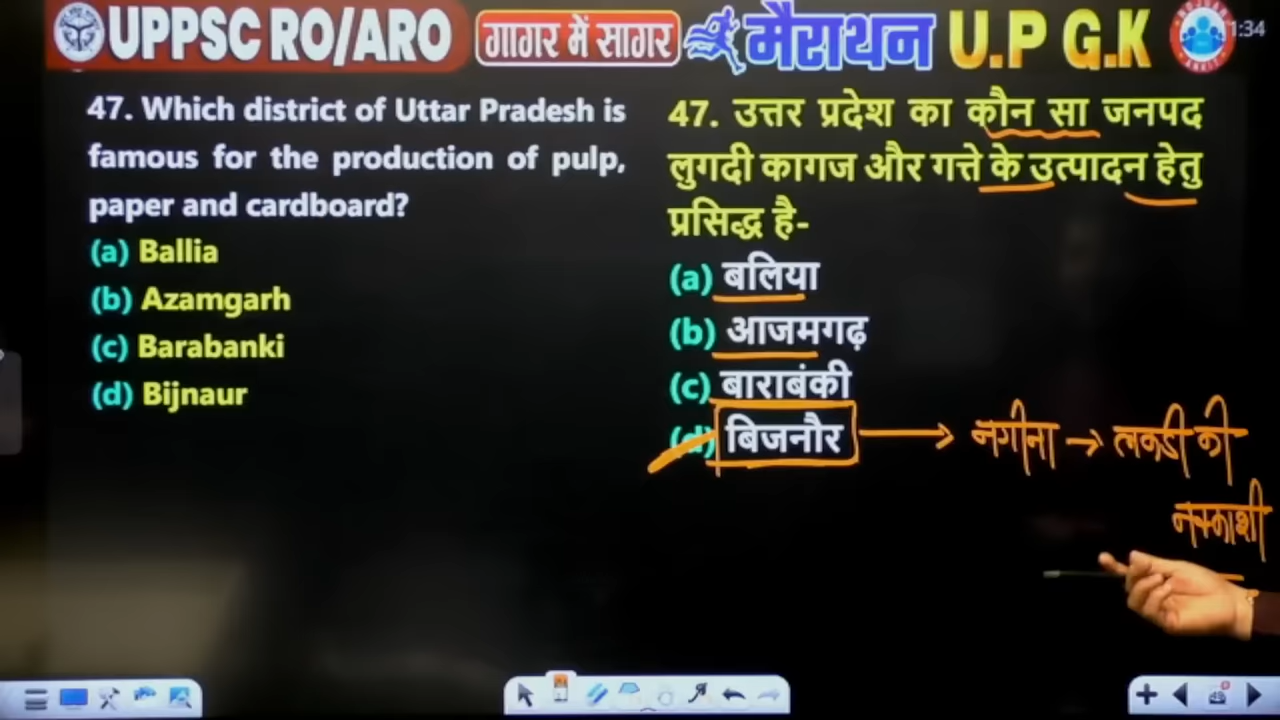 UPPSC RO/ARO गागर में सागर मैराथन U.P G.K
1:34
47. Which district of Uttar Pradesh is
famous for the production of pulp,
paper and cardboard?
(a) Ballia
(b) Azamgarh
(c) Barabanki
(d) Bijnaur
47. उत्तर प्रदेश का कौन सा जनपद
लुगदी कागज और गत्ते के उत्पादन हेतु
प्रसिद्ध है-
(a) बलिया
(b) आजमगढ़
(c) बाराबंकी
(d) बिजनौर → नगीना → लकडी की
नक्काशी